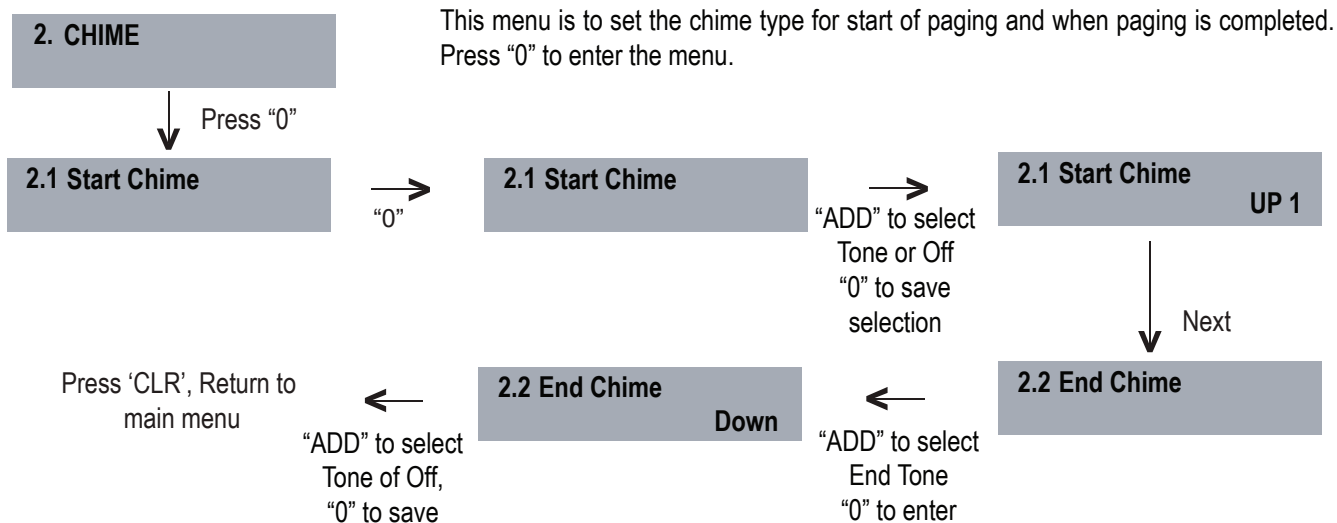 2. CHIME
This menu is to set the chime type for start of paging and when paging is completed.
Press “0” to enter the menu.
Press “0”
2.1 Start Chime
“0”
2.1 Start Chime
“ADD” to select
Tone or Off
“0” to save
selection
2.1 Start Chime
UP 1
Next
2.2 End Chime
“ADD” to select
End Tone
“0” to enter
2.2 End Chime
Down
“ADD” to select
Tone of Off,
“0” to save
Press ‘CLR’, Return to
main menu